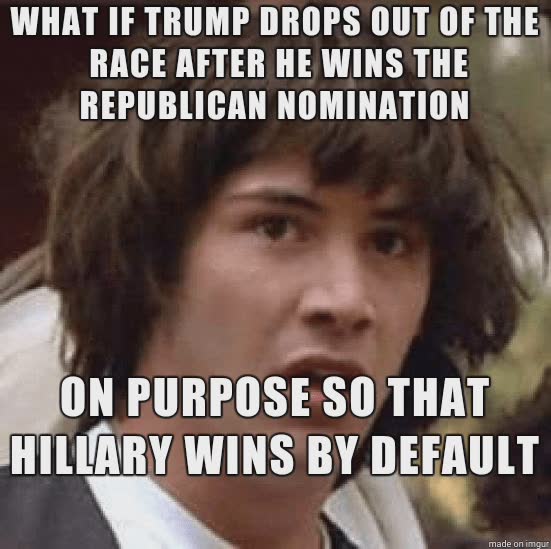 WHAT IF TRUMP DROPS OUT OF THE
RACE AFTER HE WINS THE
REPUBLICAN NOMINATION
ON PURPOSE SO THAT
HILLARY WINS BY DEFAULT
made on imgur